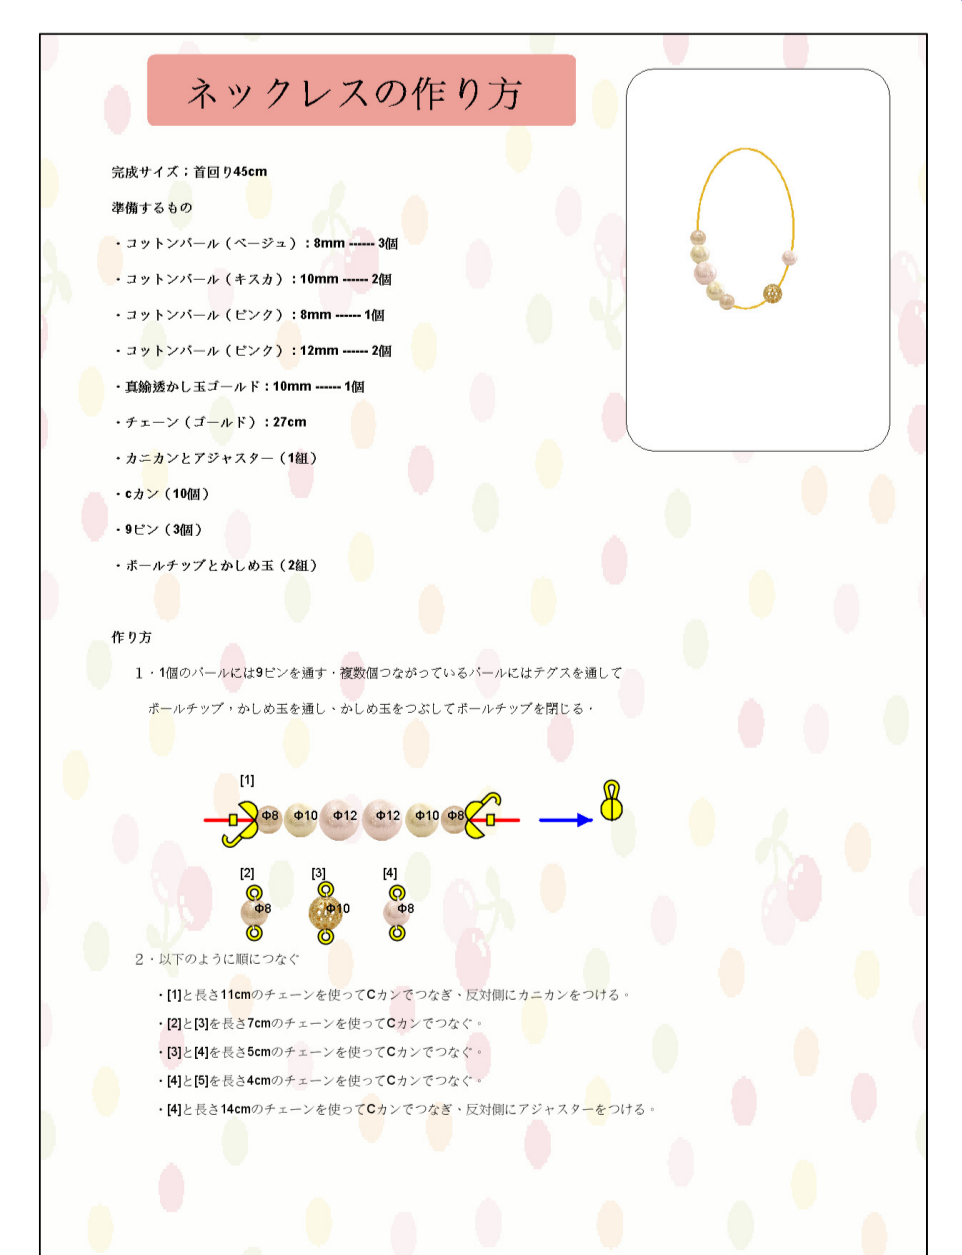 ネックレスの作り方
完成サイズ：首回り45cm
準備するもの
・コットンパール（ベージュ）：8mm ------ 3個
・コットンパール（キスカ）：10mm ------ 2個
・コットンパール（ピンク）：8mm ------ 1個
・コットンパール（ピンク）：12mm ------ 2個
・真鍮透かし玉ゴールド：10mm ------ 1個
・チェーン（ゴールド）：27cm
・カニカンとアジャスター（1組）
・cカン（10個）
・9ピン（3個）
・ボールチップとかしめ玉（2組）
作り方
１・1個のパールには9ピンを通す・複数個つながっているパールにはテグスを通して
ボールチップ，かしめ玉を通し、かしめ玉をつぶしてボールチップを閉じる・
[1]
Φ8 Φ10 Φ12 Φ12 Φ10 Φ8
[2] [3] [4]
Φ8 Φ10 Φ8
２・以下のように順につなぐ
・[1]と長さ11cmのチェーンを使ってCカンでつなぎ、反対側にカニカンをつける。
・[2]と[3]を長さ7cmのチェーンを使ってCカンでつなぐ。
・[3]と[4]を長さ5cmのチェーンを使ってCカンでつなぐ。
・[4]と[5]を長さ4cmのチェーンを使ってCカンでつなぐ。
・[4]と長さ14cmのチェーンを使ってCカンでつなぎ、反対側にアジャスターをつける。